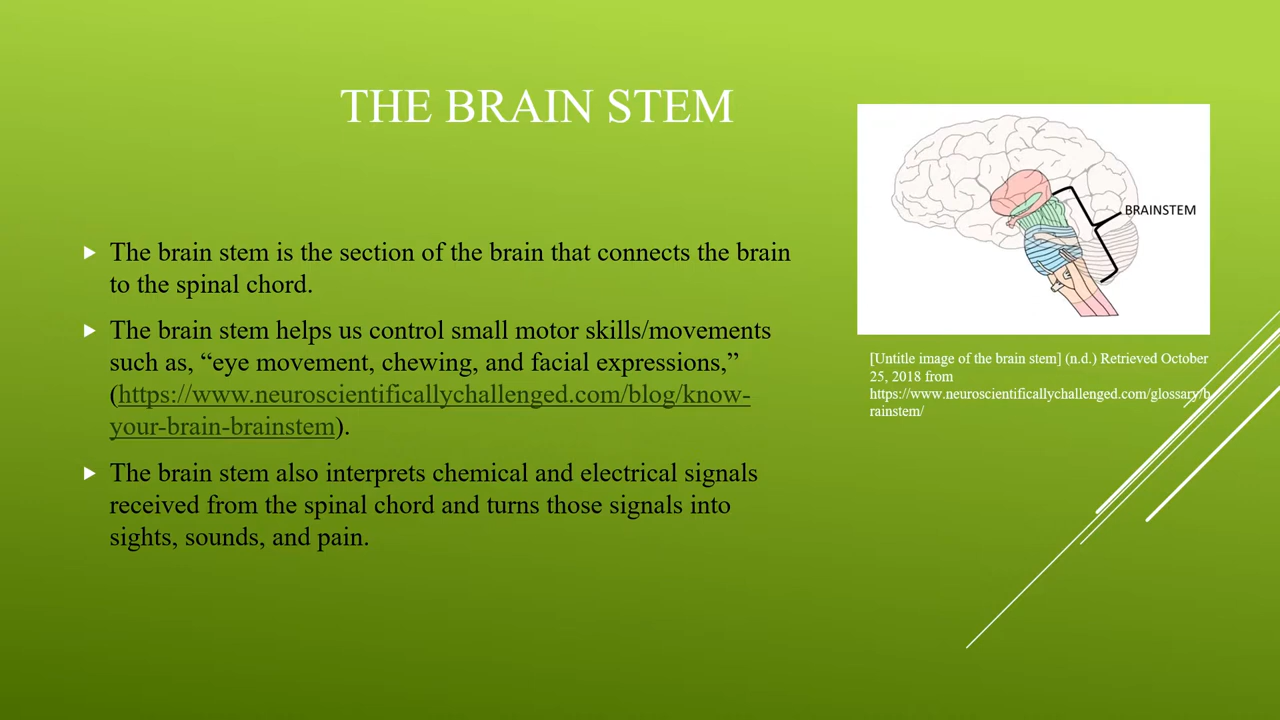 THE BRAIN STEM
The brain stem is the section of the brain that connects the brain
to the spinal chord.
The brain stem helps us control small motor skills/movements
such as, “eye movement, chewing, and facial expressions,”
(https://www.neuroscientificallychallenged.com/blog/know-
your-brain-brainstem).
The brain stem also interprets chemical and electrical signals
received from the spinal chord and turns those signals into
sights, sounds, and pain.
BRAINSTEM
[Untitle image of the brain stem] (n.d.) Retrieved October
25, 2018 from
https://www.neuroscientificallychallenged.com/glossary/b
rainstem/